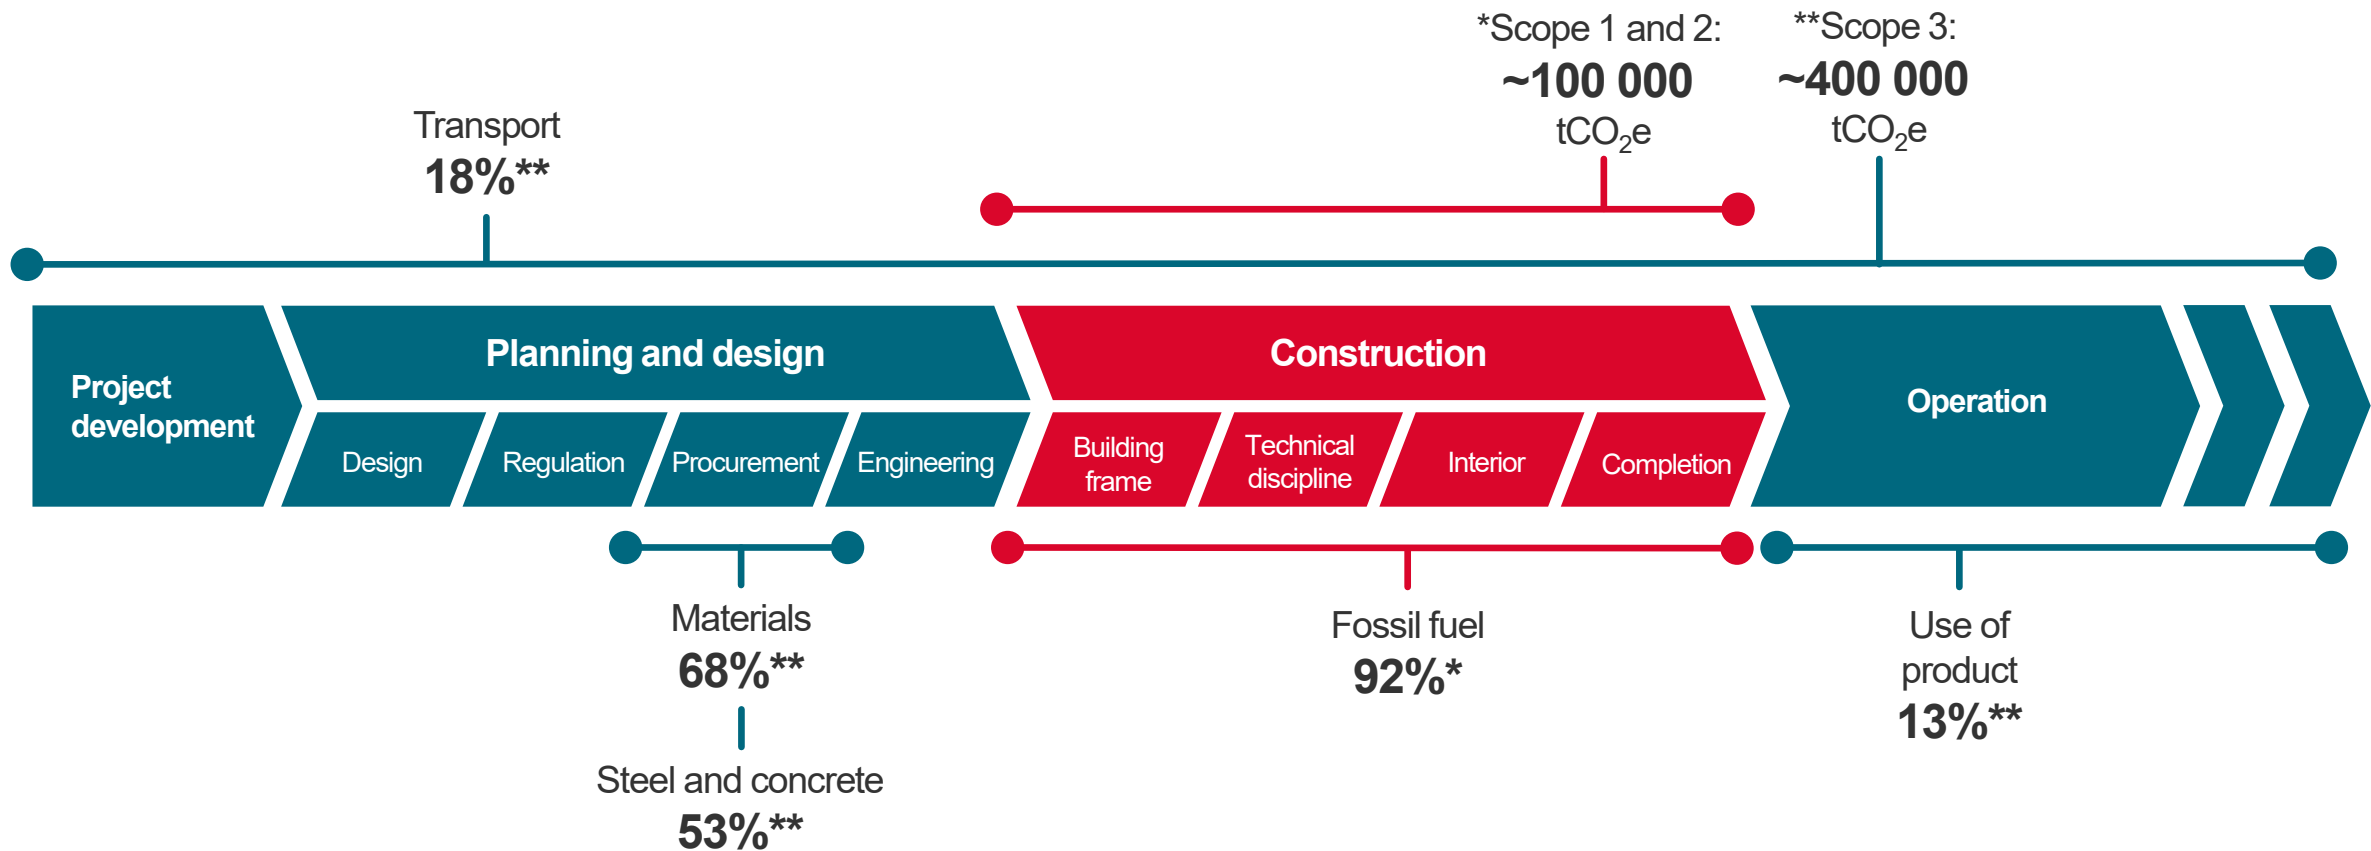 *Scope 1 and 2:
~100 000
tCO₂e
**Scope 3:
~400 000
tCO₂e
Transport
18%**
Project
development
Planning and design
Design
Regulation
Procurement
Engineering
Construction
Building
frame
Technical
discipline
Interior
Completion
Operation
Materials
68%**
Steel and concrete
53%**
Fossil fuel
92%*
Use of
product
13%**